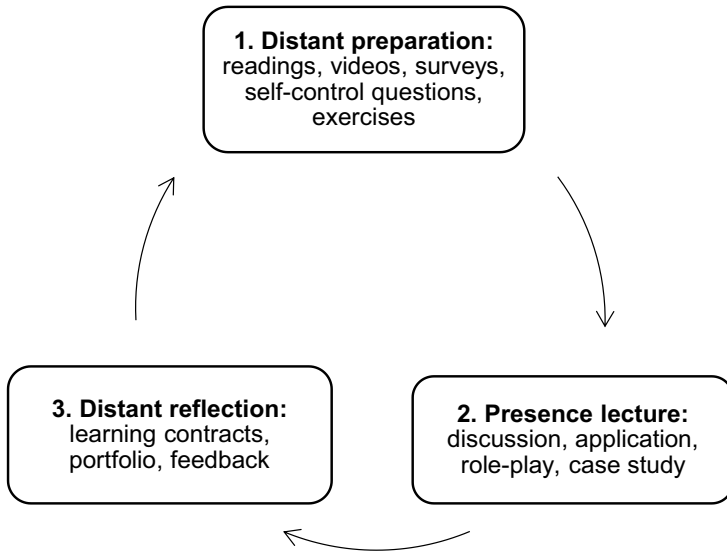 1. Distant preparation:
readings, videos, surveys,
self-control questions,
exercises
2. Presence lecture:
discussion, application,
role-play, case study
3. Distant reflection:
learning contracts,
portfolio, feedback